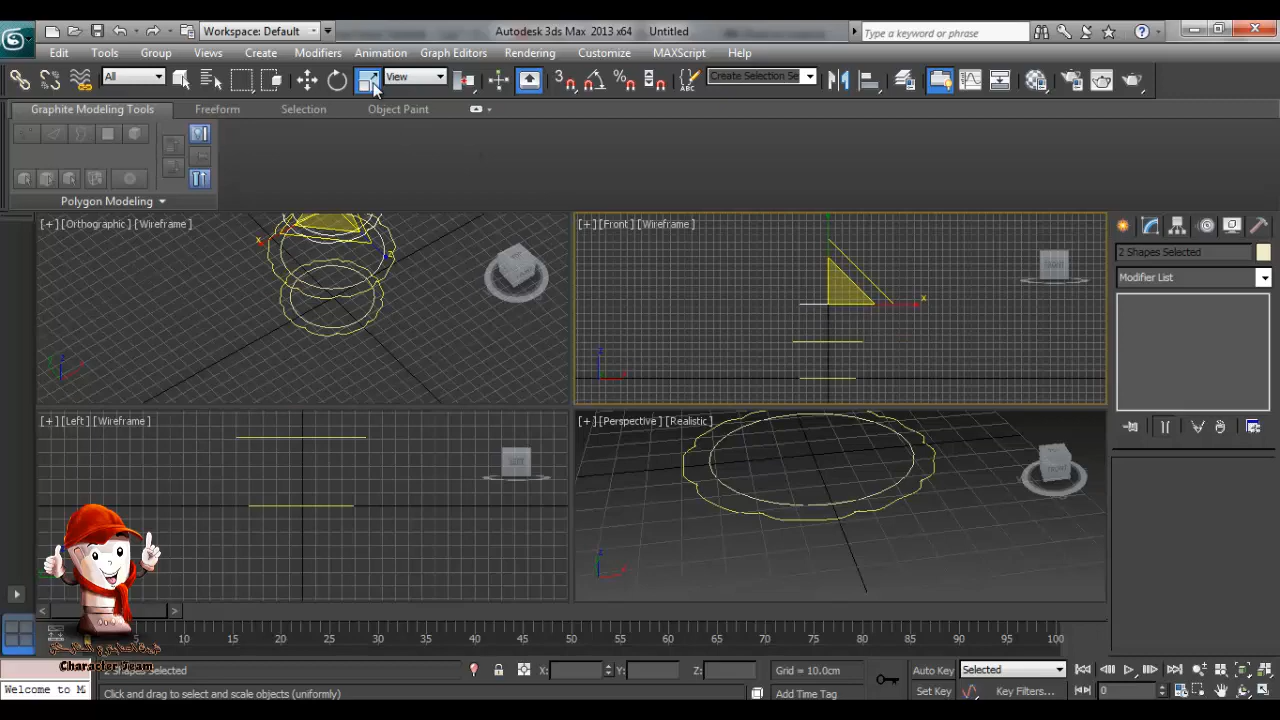 Workspace: Default
Autodesk 3ds Max 2013 x64
Untitled
Type a keyword or phrase
Edit
Tools
Group
Views
Create
Modifiers
Animation
Graph Editors
Rendering
Customize
MAXScript
Help
All
View
Create Selection Se
Graphite Modeling Tools
Freeform
Selection
Object Paint
Polygon Modeling
[+] [Orthographic] [Wireframe]
[+] [Front] [Wireframe]
2 Shapes Selected
Modifier List
[+] [Left] [Wireframe]
[+] [Perspective] [Realistic]
5
10
15
20
25
30
35
40
45
50
55
60
65
70
75
80
85
90
95
100
Character Team
2 Shapes Selected
X:
Y:
Z:
Grid = 10.0cm
Auto Key
Selected
Welcome to M
Click and drag to select and scale objects (uniformly)
Add Time Tag
Set Key
Key Filters...
0